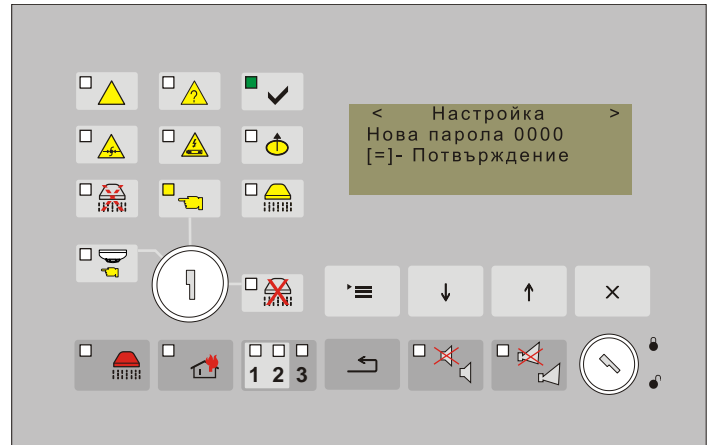 < Настройка >
Нова парола 0000
[=]- Потвърждение
?
1 2 3